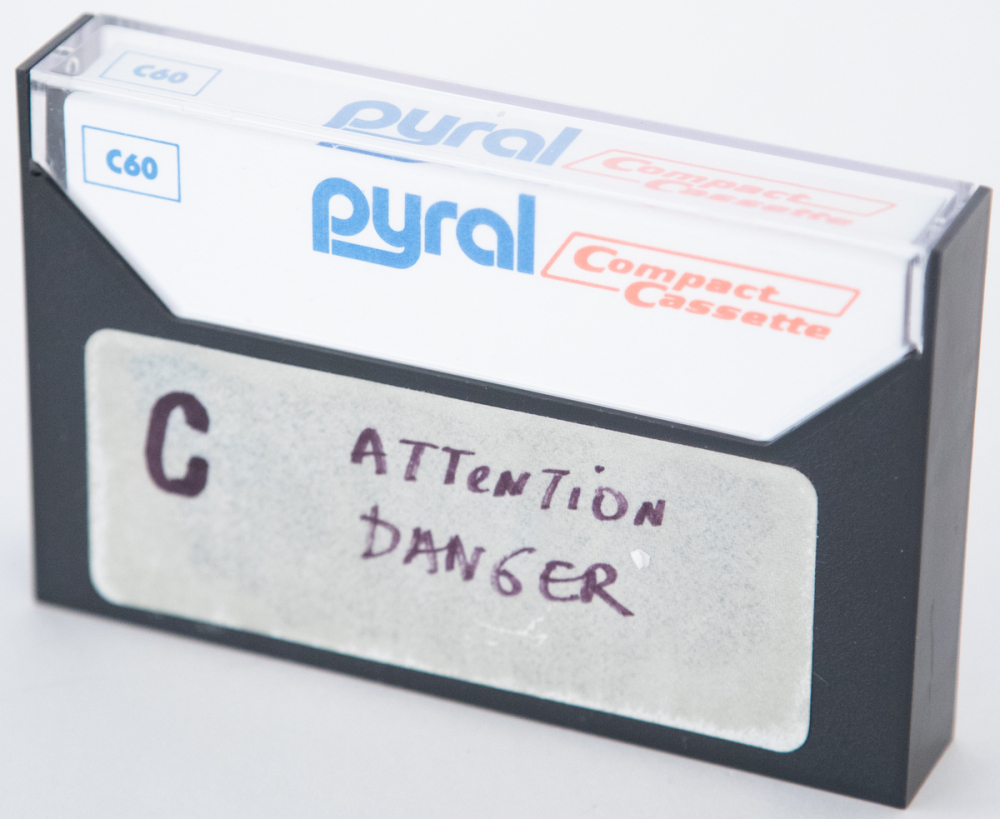 C60
pyral
Compact
Cassette
C60
pyral
Compact
Cassette
C
ATTeNTiON
DANGER